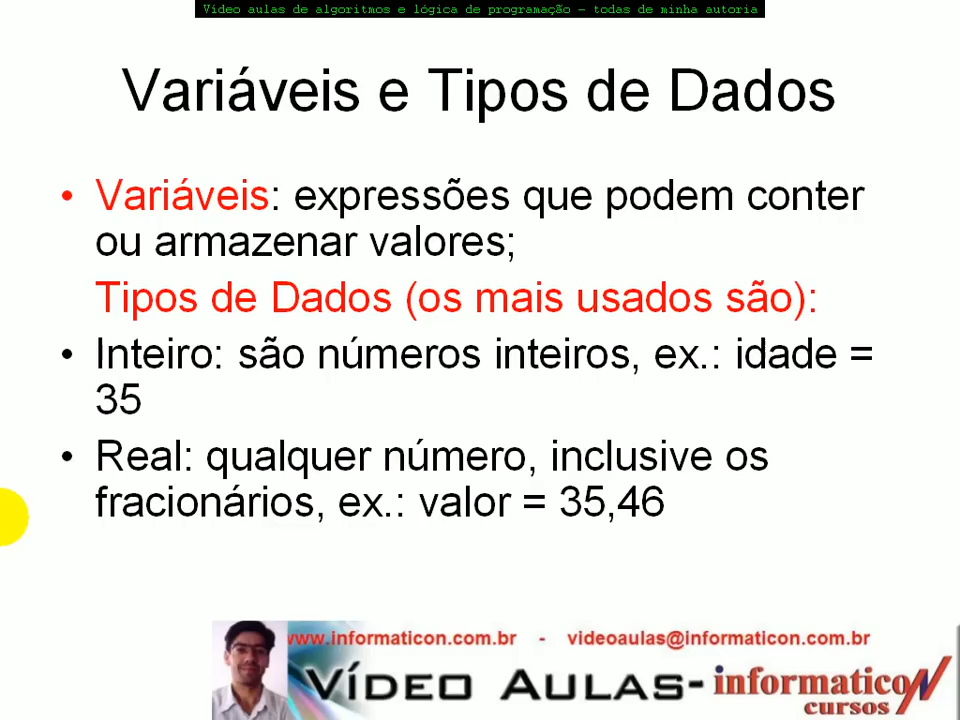 Vídeo aulas de algoritmos e lógica de programação - todas de minha autoria
Variáveis e Tipos de Dados
• Variáveis: expressões que podem conter
ou armazenar valores;
Tipos de Dados (os mais usados são):
• Inteiro: são números inteiros, ex.: idade =
35
• Real: qualquer número, inclusive os
fracionários, ex.: valor = 35,46
www.informaticon.com.br - videoaulas@informaticon.com.br
VÍDEO AULAS- informaticoN
cursos